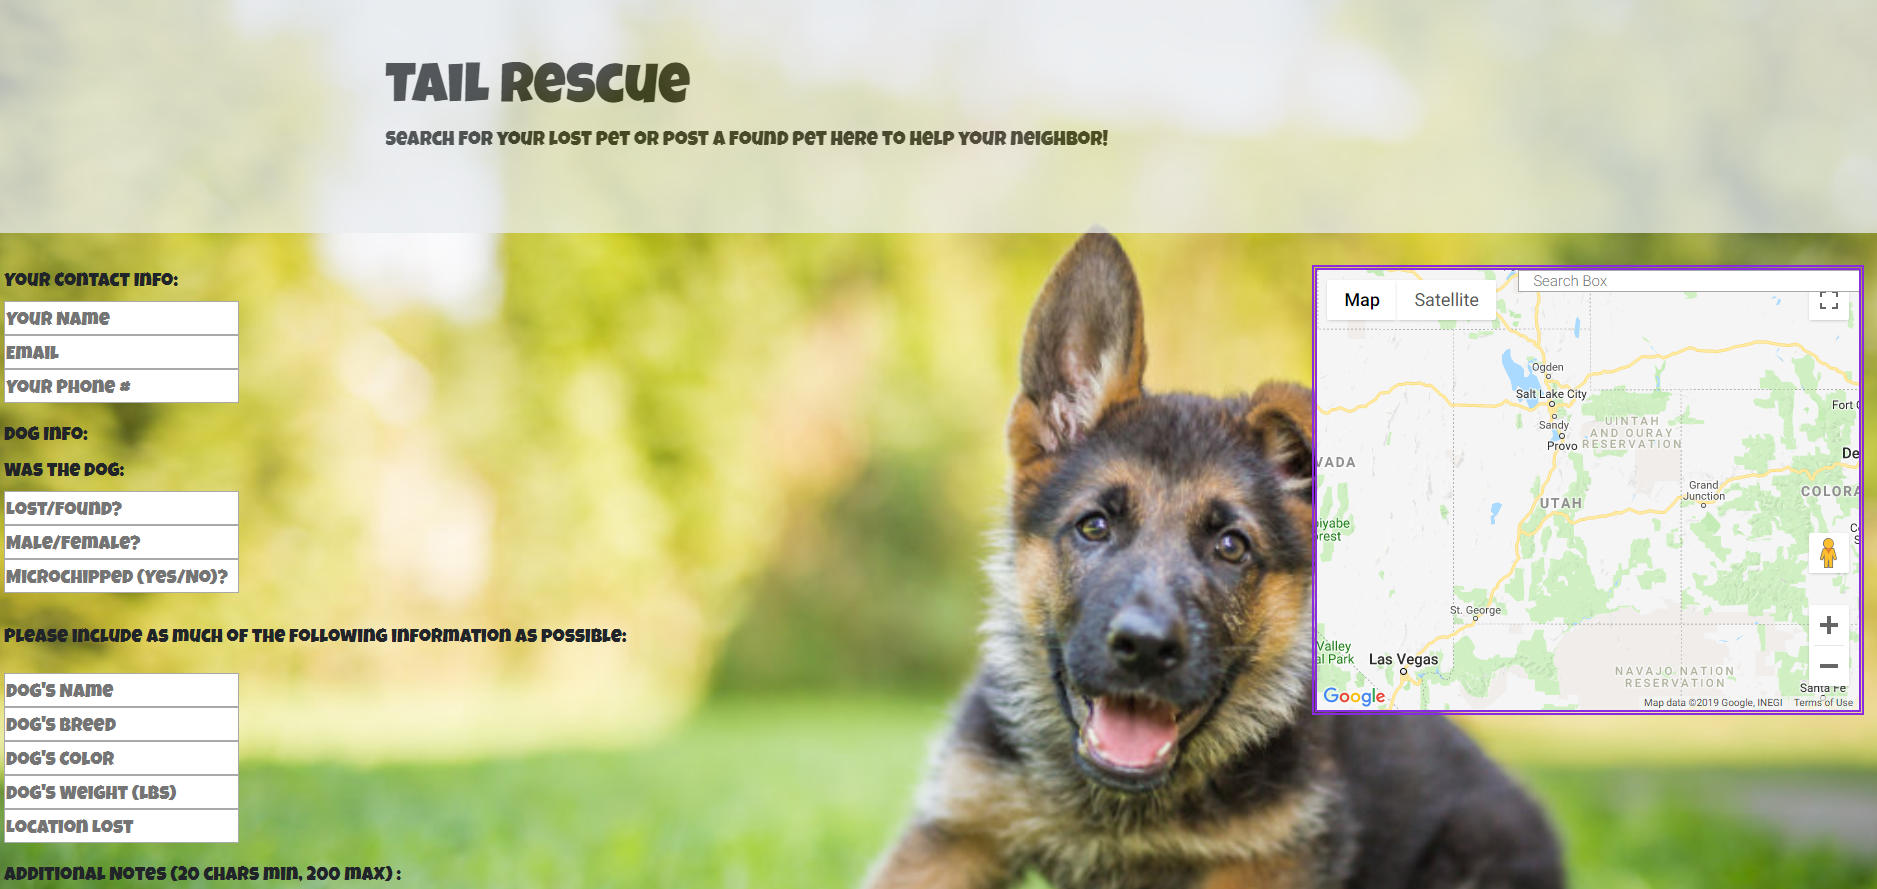 Tail Rescue
Search for your lost pet or post a found pet here to help your neighbor!
Your Contact Info:
Your Name
Email
Your Phone #
Dog Info:
Was the dog:
Lost/Found?
Male/Female?
Microchipped (Yes/No)?
Please include as much of the following information as possible:
Dog's Name
Dog's Breed
Dog's Color
Dog's Weight (lbs)
Location Lost
Additional Notes (20 chars min, 200 max) :
Map
Satellite
Search Box
Ogden
Salt Lake City
Fort C
Sandy
UINTAH
AND OURAY
RESERVATION
Provo
VADA
De
Grand
Junction
COLORA
UTAH
iyabe
rest
St. George
Valley
al Park
Las Vegas
NAVAJO NATION
RESERVATION
Santa Fe
Google
Map data ©2019 Google, INEGI
Terms of Use